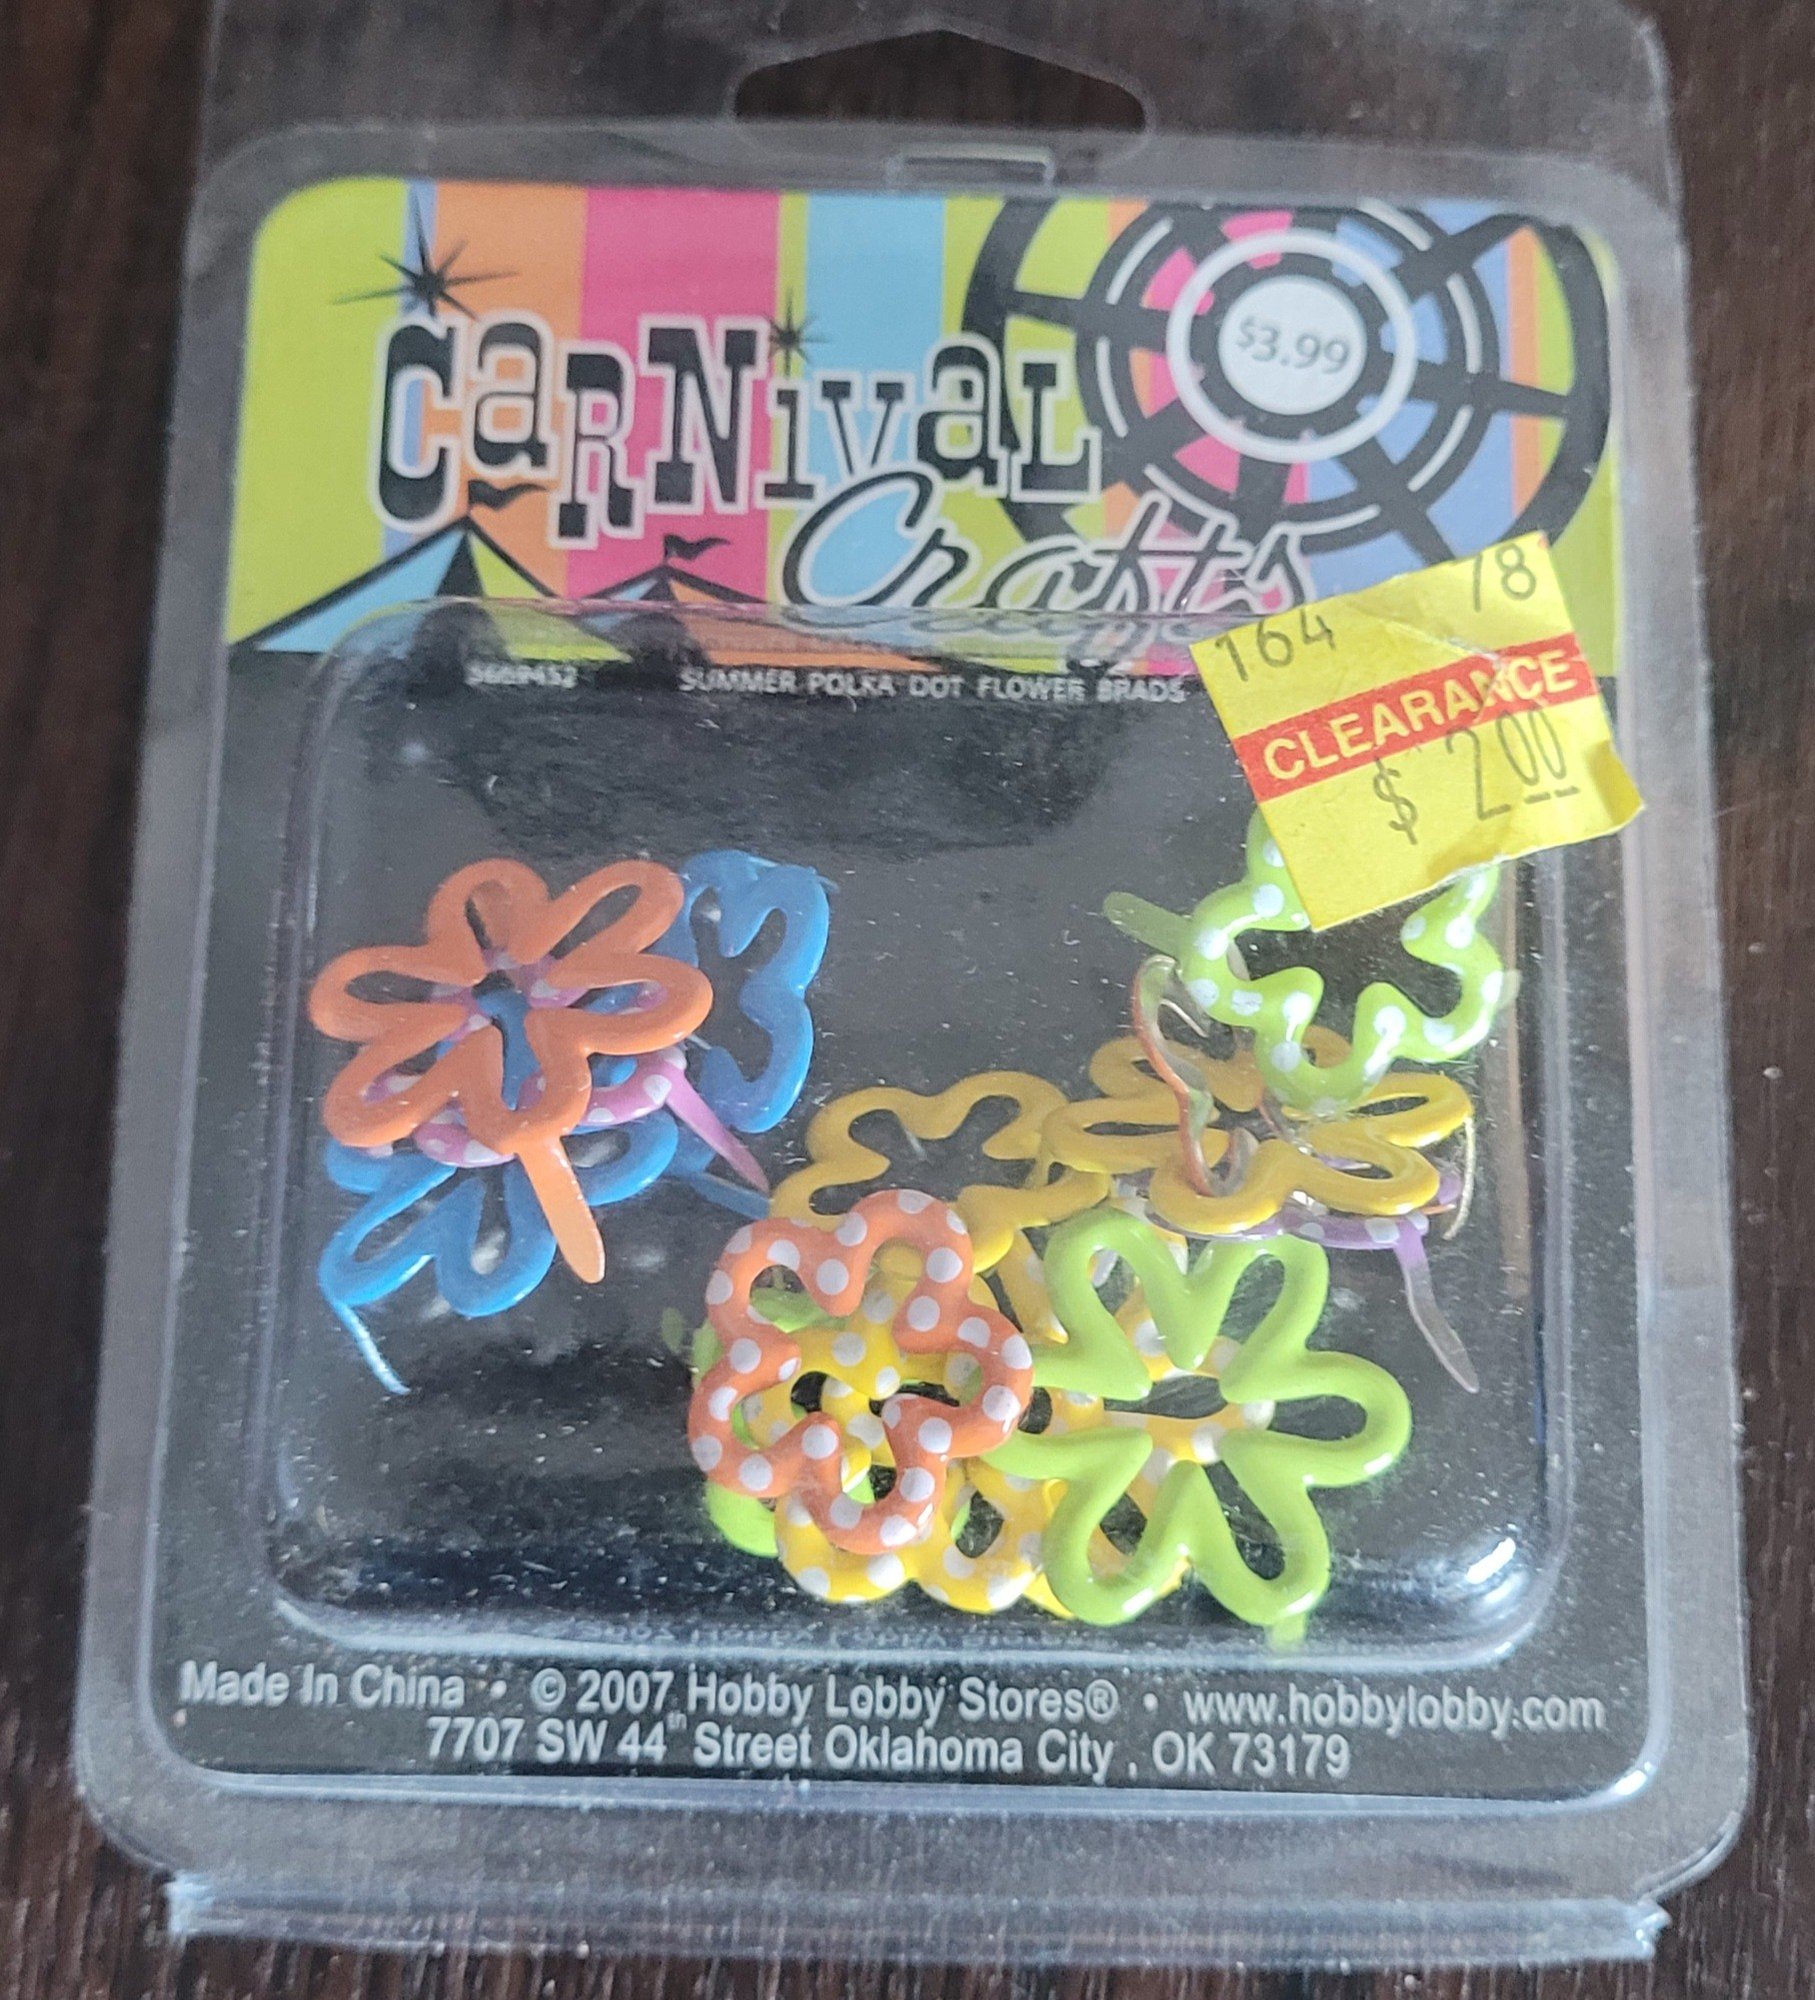 $3.99
CARNiVAL
Crafts
164 78
CLEARANCE
$ 2.00
SUMMER POLKA DOT FLOWER BRADS
Made In China • © 2007 Hobby Lobby Stores® • www.hobbylobby.com
7707 SW 44th Street Oklahoma City , OK 73179